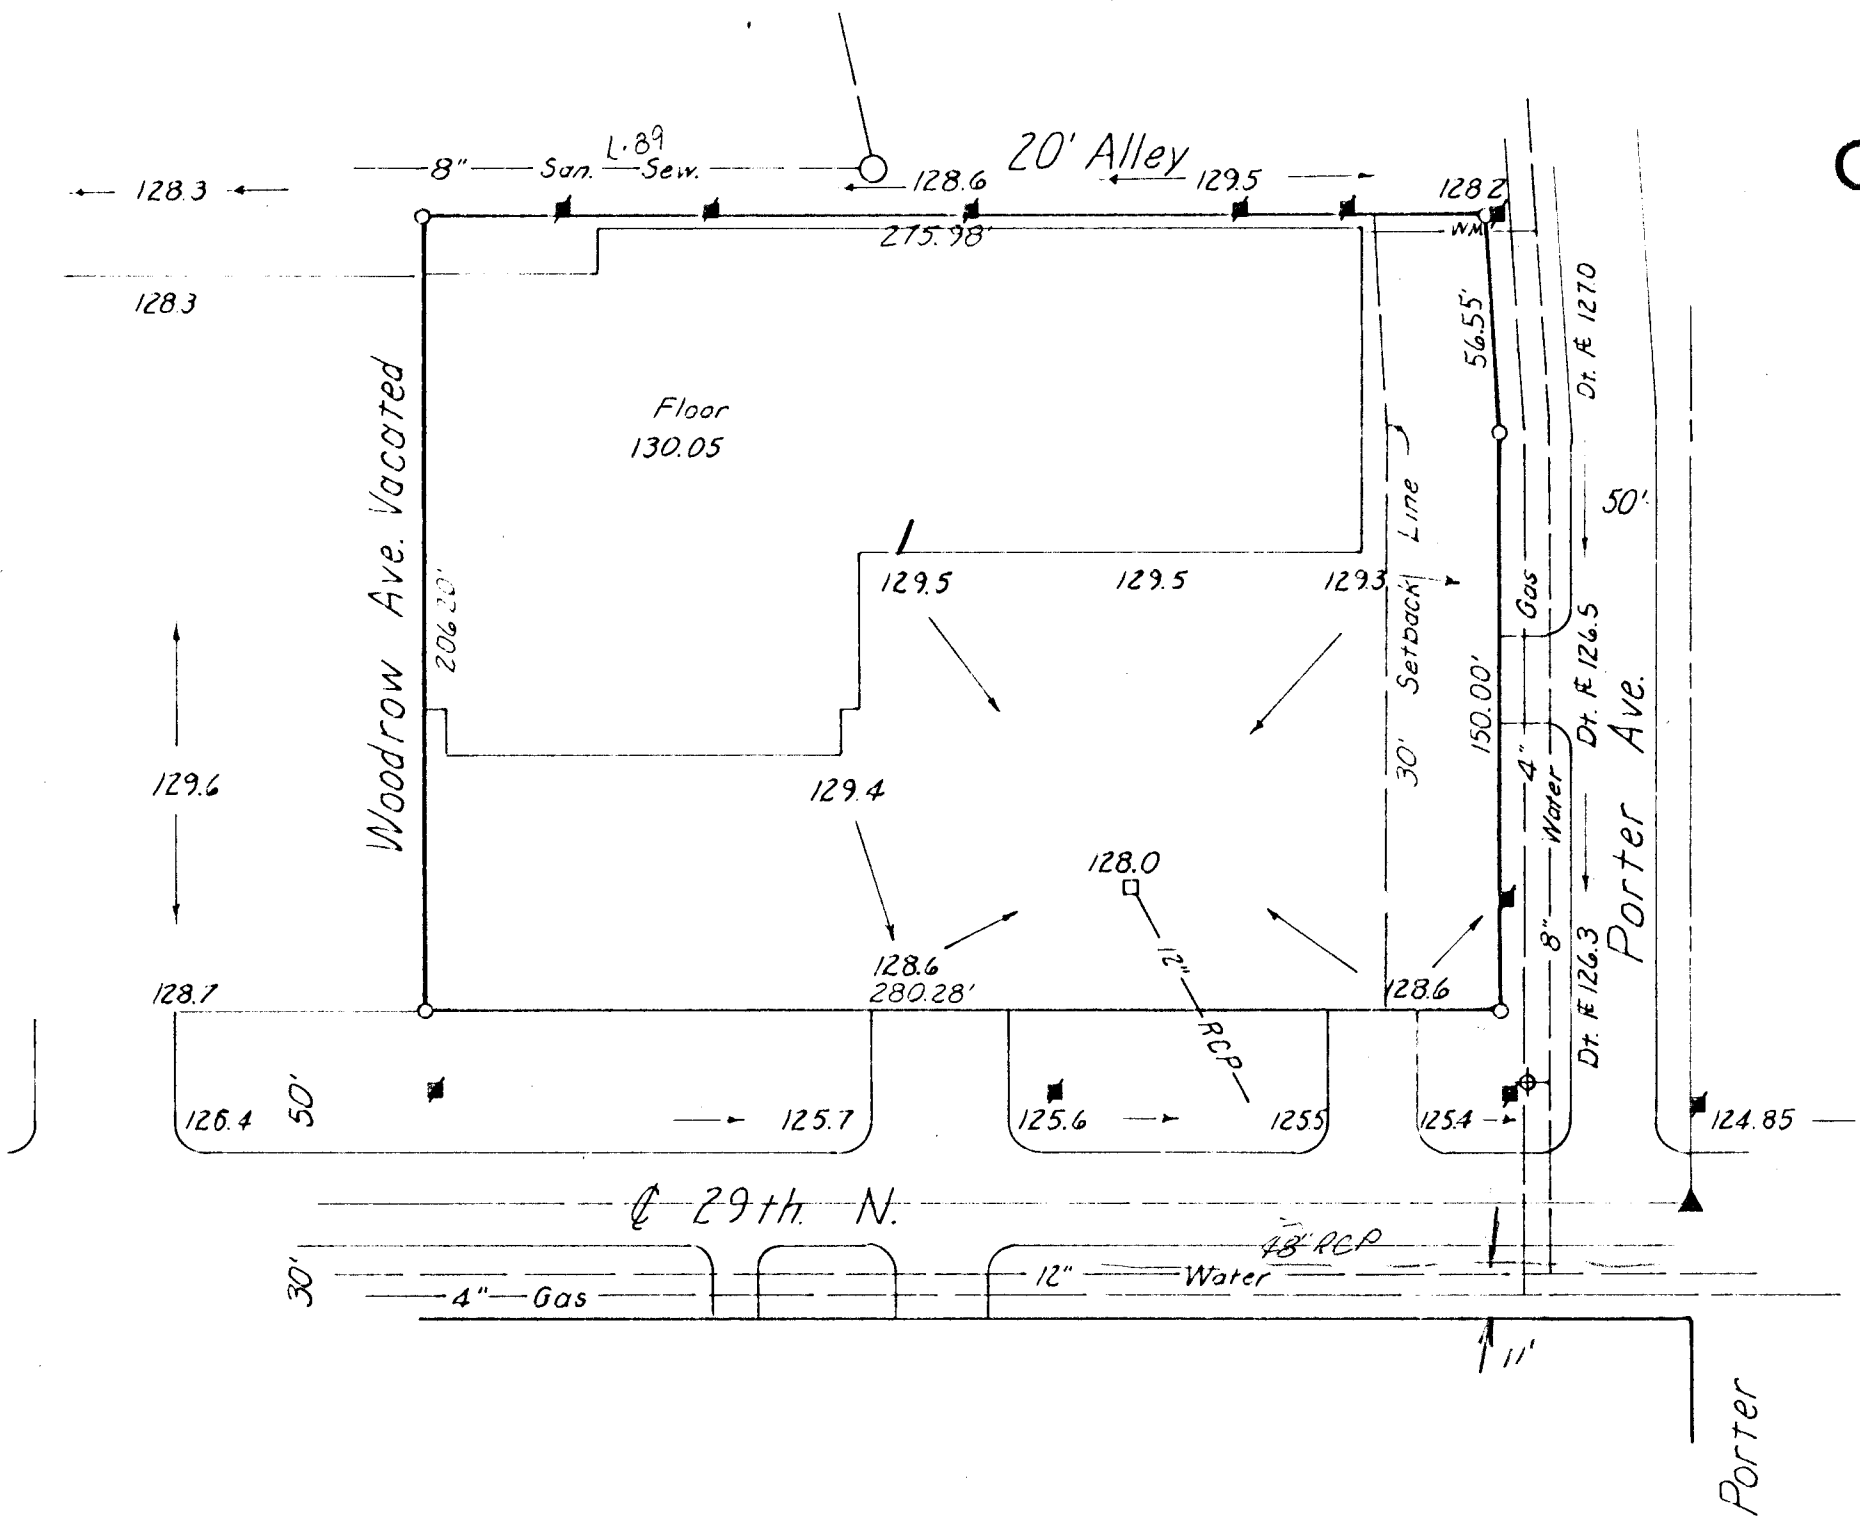 L.89
8" San. Sew.
20' Alley
128.3
128.6
129.5
128.2
275.98'
WM
128.3
56.55'
Dt. ₧ 127.0
Woodrow Ave. Vacated
Floor
130.05
50'
30' Setback Line
129.5
129.5
129.3
206.20'
Gas
Dt. ₧ 126.5
150.00'
4"
8" Water
Porter Ave.
129.6
129.4
128.0
12" RCP
128.6
280.28'
128.6
Dt. ₧ 126.3
128.7
50'
126.4
125.7
125.6
125.5
125.4
124.85
℄ 29th. N.
48" RCP
30'
12" Water
4" Gas
11'
Porter